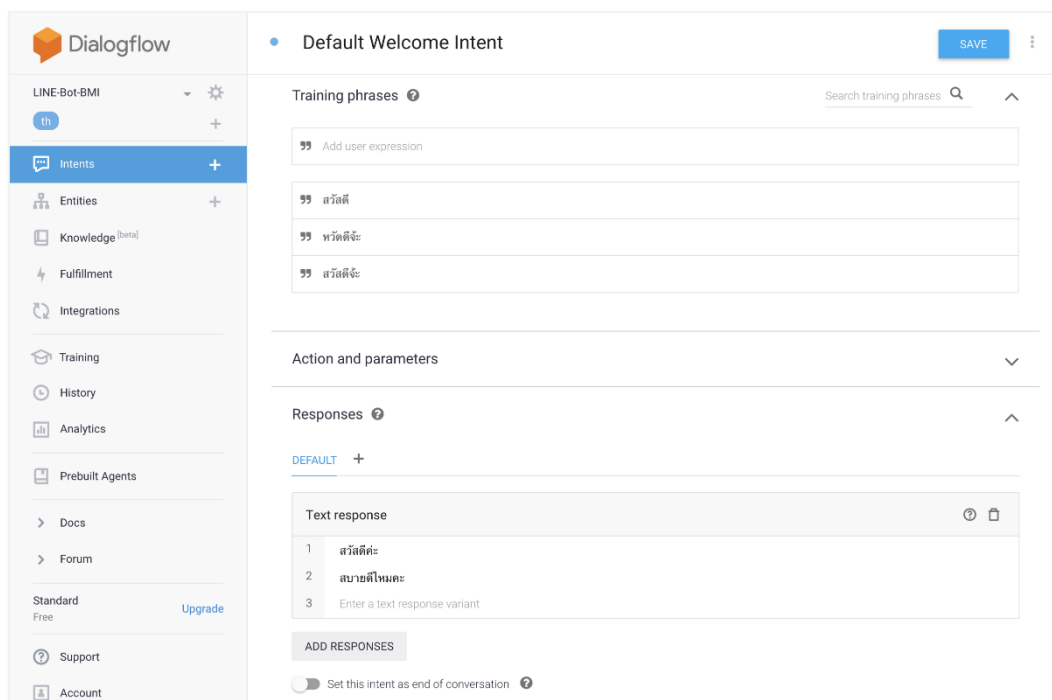 Dialogflow
Default Welcome Intent
SAVE
LINE-Bot-BMI
th
Intents
Entities
Knowledge [beta]
Fulfillment
Integrations
Training
History
Analytics
Prebuilt Agents
Docs
Forum
Standard
Free
Upgrade
Support
Account
Training phrases
Search training phrases
Add user expression
สวัสดี
หวัดดีจ้ะ
สวัสดีจ้ะ
Action and parameters
Responses
DEFAULT
Text response
1 สวัสดีค่ะ
2 สบายดีไหมคะ
3 Enter a text response variant
ADD RESPONSES
Set this intent as end of conversation